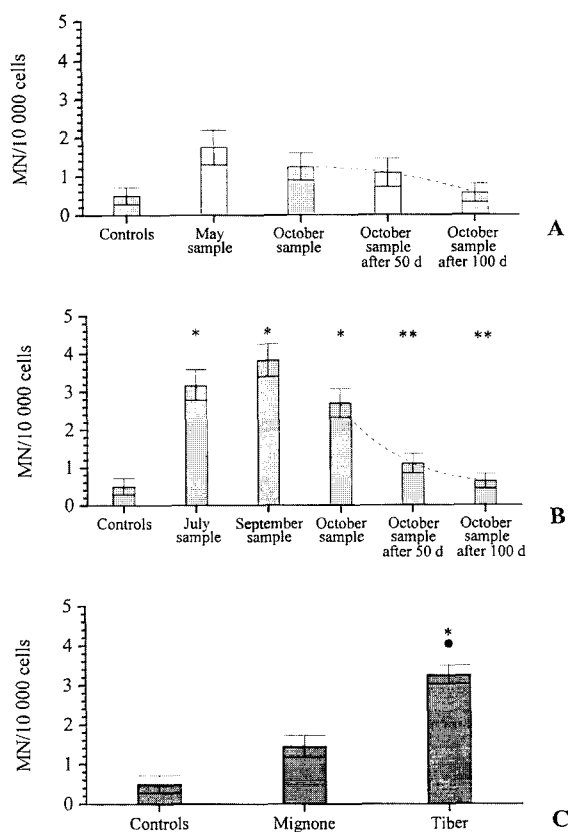 MN/10 000 cells
5
4
3
2
1
0
Controls
May
sample
October
sample
October
sample
after 50 d
October
sample
after 100 d
A
MN/10 000 cells
5
4
3
2
1
0
*
*
*
**
**
Controls
July
sample
September
sample
October
sample
October
sample
after 50 d
October
sample
after 100 d
B
MN/10 000 cells
5
4
3
2
1
0
*
Controls
Mignone
Tiber
C